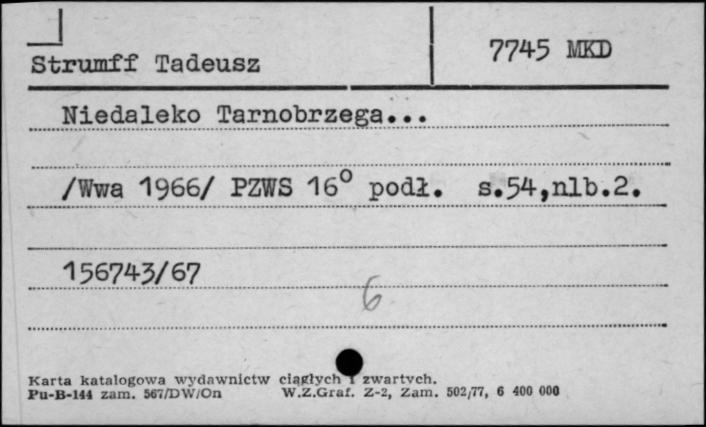 Strumff Tadeusz
7745 MKD
Niedaleko Tarnobrzega...
/Wwa 1966/ PZWS 16° podł. s.54,nlb.2.
156743/67
6
Karta katalogowa wydawnictw ciągłych i zwartych.
Pu-B-144 zam. 567/DW/On W.Z.Graf. Z-2, Zam. 502/77, 6 400 000